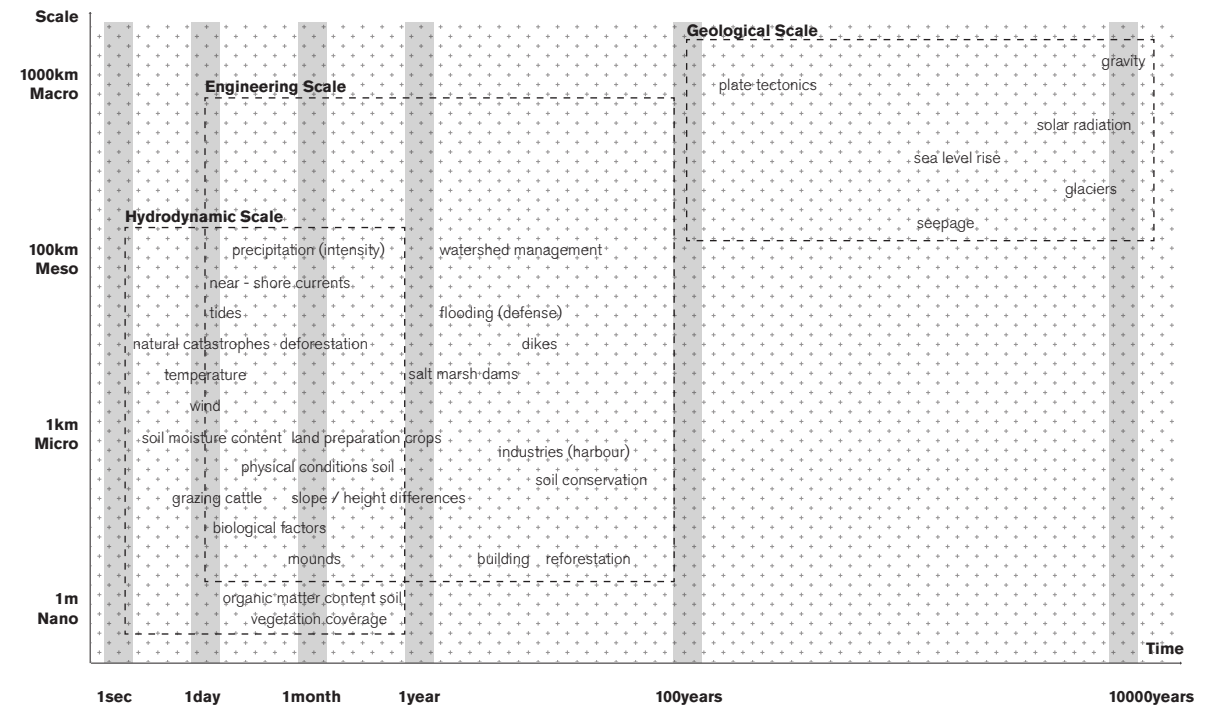 Scale
Geological Scale
gravity
1000km
Macro
plate tectonics
Engineering Scale
solar radiation
sea level rise
glaciers
Hydrodynamic Scale
seepage
100km
Meso
precipitation (intensity) watershed management
near - shore currents
tides flooding (defense)
natural catastrophes deforestation dikes
temperature salt marsh dams
wind
1km
Micro
soil moisture content land preparation crops
industries (harbour)
physical conditions soil
soil conservation
grazing cattle slope / height differences
biological factors
mounds building reforestation
1m
Nano
organic matter content soil
vegetation coverage
Time
1sec 1day 1month 1year 100years 10000years